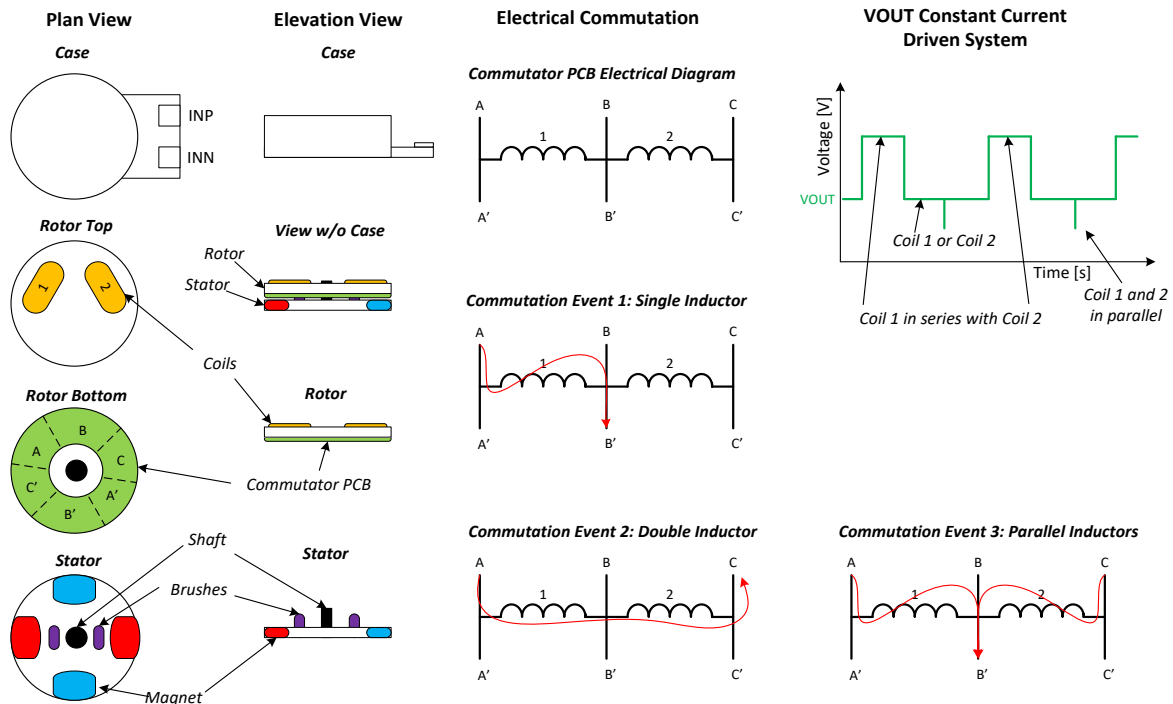 Plan View
Case
INP
INN
Rotor Top
1
2
Coils
Rotor Bottom
B
A
C
C’
A’
B’
Commutator PCB
Stator
Shaft
Brushes
Magnet
Elevation View
View w/o Case
Rotor
Stator
Rotor
Stator
Electrical Commutation
Commutator PCB Electrical Diagram
A
B
C
1
2
A’
B’
C’
Commutation Event 1: Single Inductor
A
B
C
1
2
A’
B’
C’
Commutation Event 2: Double Inductor
A
B
C
1
2
A’
B’
C’
VOUT Constant Current
Driven System
Voltage [V]
VOUT
Coil 1 or Coil 2
Time [s]
Coil 1 in series with Coil 2
Coil 1 and 2
in parallel
Commutation Event 3: Parallel Inductors
A
B
C
1
2
A’
B’
C’